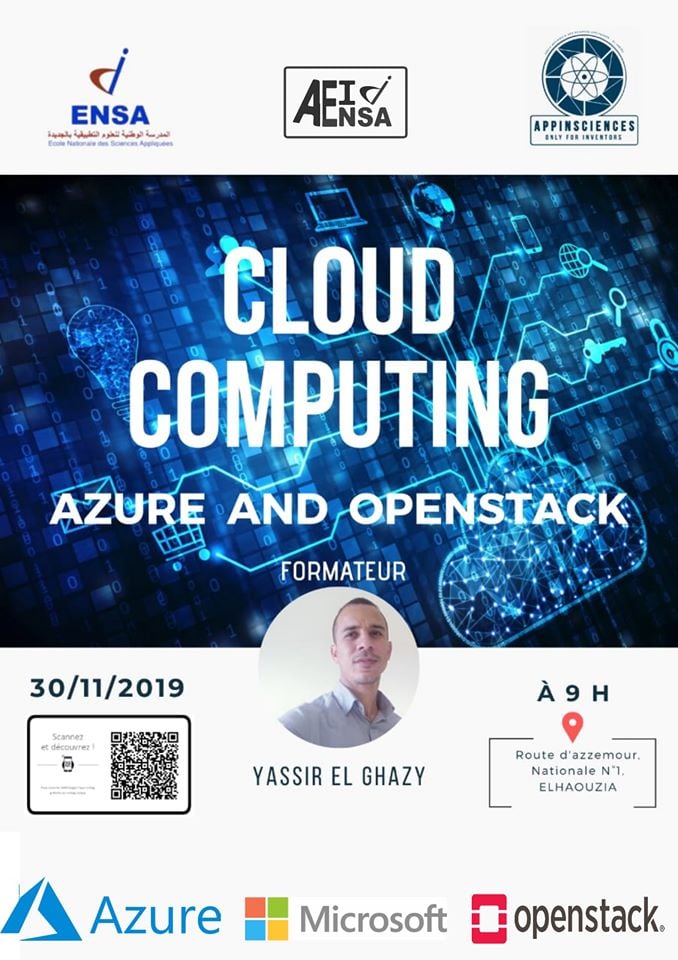 ENSA
المدرسة الوطنية للعلوم التطبيقية بالجديدة
Ecole Nationale des Sciences Appliquées
AEI ENSA
APPINSCIENCES
ONLY FOR INVENTORS
CLOUD
COMPUTING
AZURE AND OPENSTACK
FORMATEUR
30/11/2019
À 9 H
Scannez
et découvrez !
Route d'azzemour,
Nationale N°1,
ELHAOUZIA
YASSIR EL GHAZY
Azure
Microsoft
openstack®